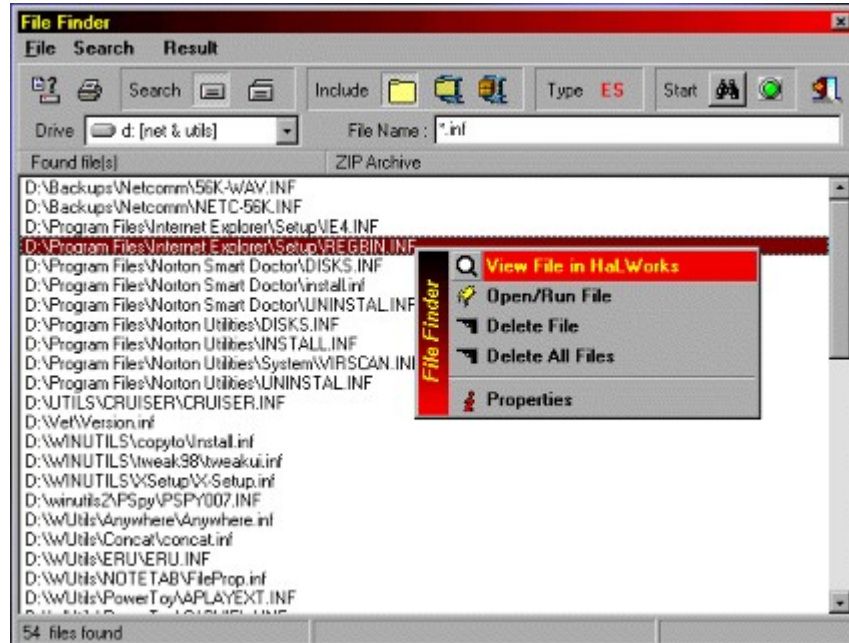 File Finder
File Search Result
Search Include Type ES Start
Drive d: [net & utils] File Name : *.inf
Found file(s) ZIP Archive
D:\Backups\Netcomm\56K-WAV.INF
D:\Backups\Netcomm\NETC-56K.INF
D:\Program Files\Internet Explorer\Setup\IE4.INF
D:\Program Files\Internet Explorer\Setup\REGBIN.INF
D:\Program Files\Norton Smart Doctor\DISKS.INF
D:\Program Files\Norton Smart Doctor\install.inf
D:\Program Files\Norton Smart Doctor\UNINSTAL.INF
D:\Program Files\Norton Utilities\DISKS.INF
D:\Program Files\Norton Utilities\INSTALL.INF
D:\Program Files\Norton Utilities\System\VIRSCAN.INI
D:\Program Files\Norton Utilities\UNINSTAL.INF
D:\UTILS\CRUISER\CRUISER.INF
D:\Vet\Version.inf
D:\WINUTILS\copyto\Install.inf
D:\WINUTILS\tweak98\tweakui.inf
D:\WINUTILS\XSetup\X-Setup.inf
D:\winutils2\PSpy\PSPY007.INF
D:\WUtils\Anywhere\Anywhere.inf
D:\WUtils\Concat\concat.inf
D:\WUtils\ERU\ERU.INF
D:\WUtils\NOTETAB\FileProp.inf
D:\WUtils\PowerToy\APLAYEXT.INF
File Finder
View File in HaLWorks
Open/Run File
Delete File
Delete All Files
Properties
54 files found